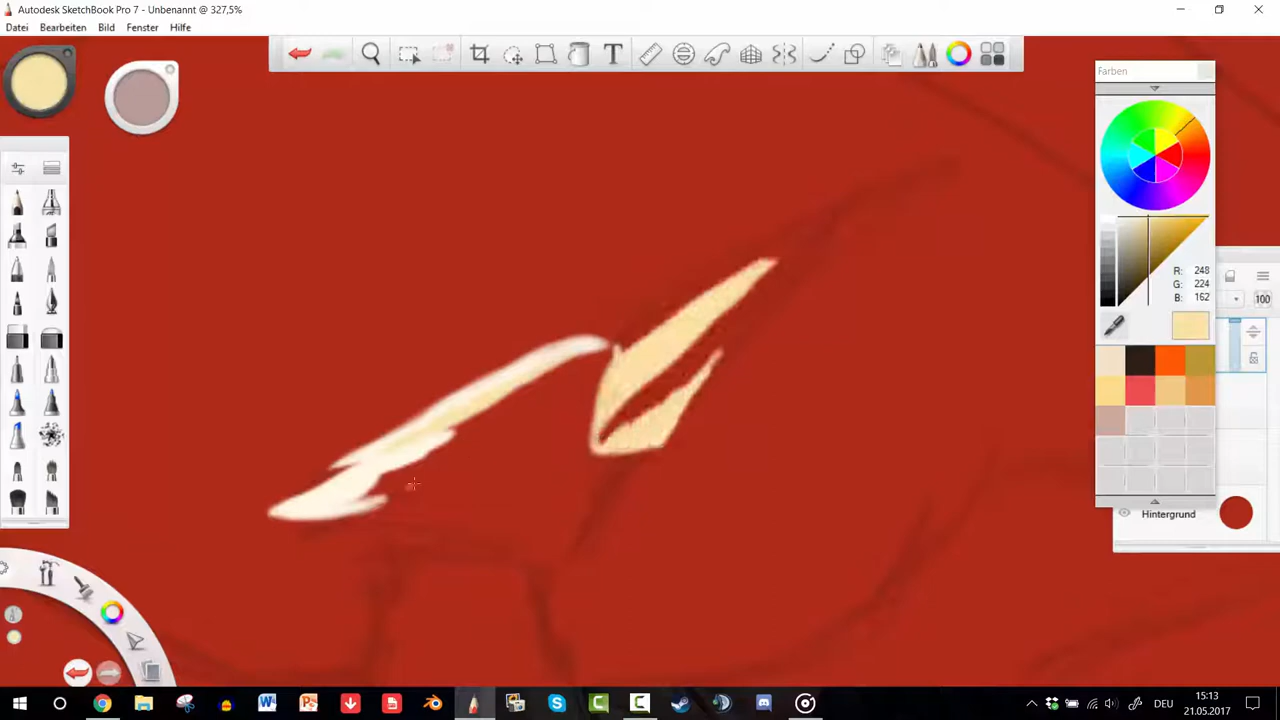 Autodesk SketchBook Pro 7 - Unbenannt @ 327,5%
Datei Bearbeiten Bild Fenster Hilfe
T
Farben
R: 248
G: 224
B: 162
100
Hintergrund
DEU
15:13
21.05.2017